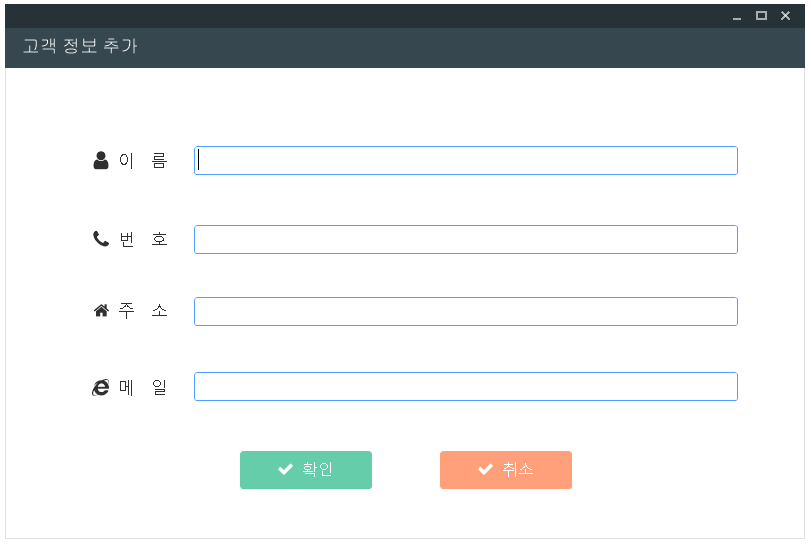 고객 정보 추가
이 름
번 호
주 소
메 일
확인 취소